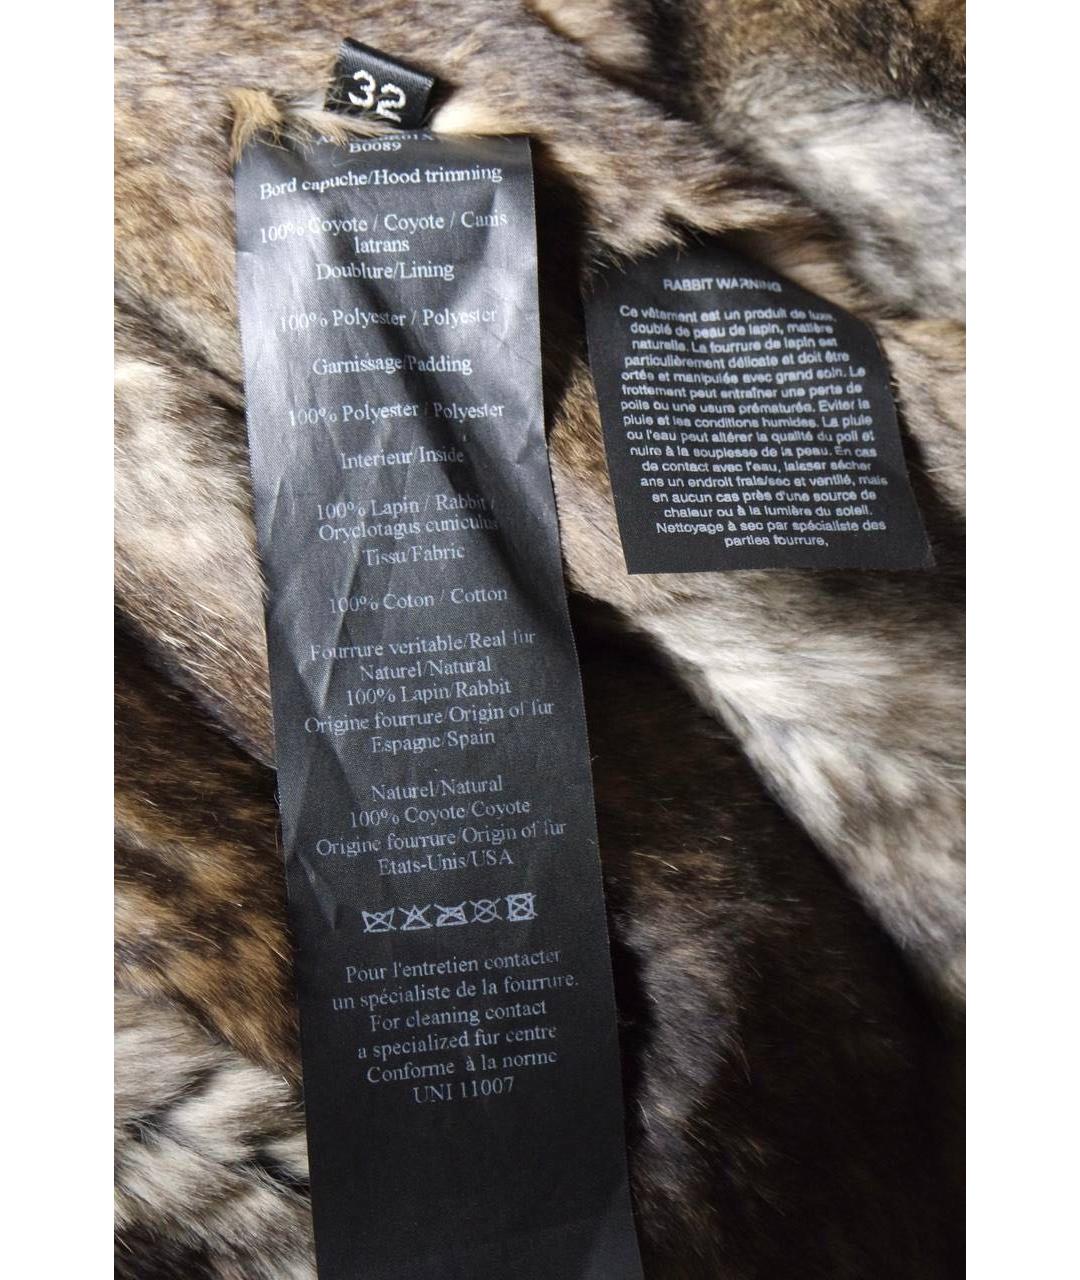 32
B0089
Bord capuche/Hood trimming
100% Coyote / Coyote / Canis
latrans
Doublure/Lining
100% Polyester / Polyester
Garnissage/Padding
100% Polyester / Polyester
Interieur/Inside
100% Lapin / Rabbit /
Oryclotagus cuniculus
Tissu/Fabric
100% Coton / Cotton
Fourrure veritable/Real fur
Naturel/Natural
100% Lapin/Rabbit
Origine fourrure/Origin of fur
Espagne/Spain
Naturel/Natural
100% Coyote/Coyote
Origine fourrure/Origin of fur
Etats-Unis/USA
Pour l'entretien contacter
un spécialiste de la fourrure.
For cleaning contact
a specialized fur centre
Conforme à la norme
UNI 11007
RABBIT WARNING
Ce vêtement est un produit de luxe,
doublé de peau de lapin, matière
naturelle. La fourrure de lapin est
particulièrement délicate et doit être
ortée et manipulée avec grand soin. Le
frottement peut entraîner une perte de
poils ou une usure prématurée. Eviter la
pluie et les conditions humides. La pluie
ou l'eau peut altérer la qualité du poil et
nuire à la souplesse de la peau. En cas
de contact avec l'eau, laisser sécher
ans un endroit frais/sec et ventilé, mais
en aucun cas près d'une source de
chaleur ou à la lumière du soleil.
Nettoyage à sec par spécialiste des
parties fourrure,